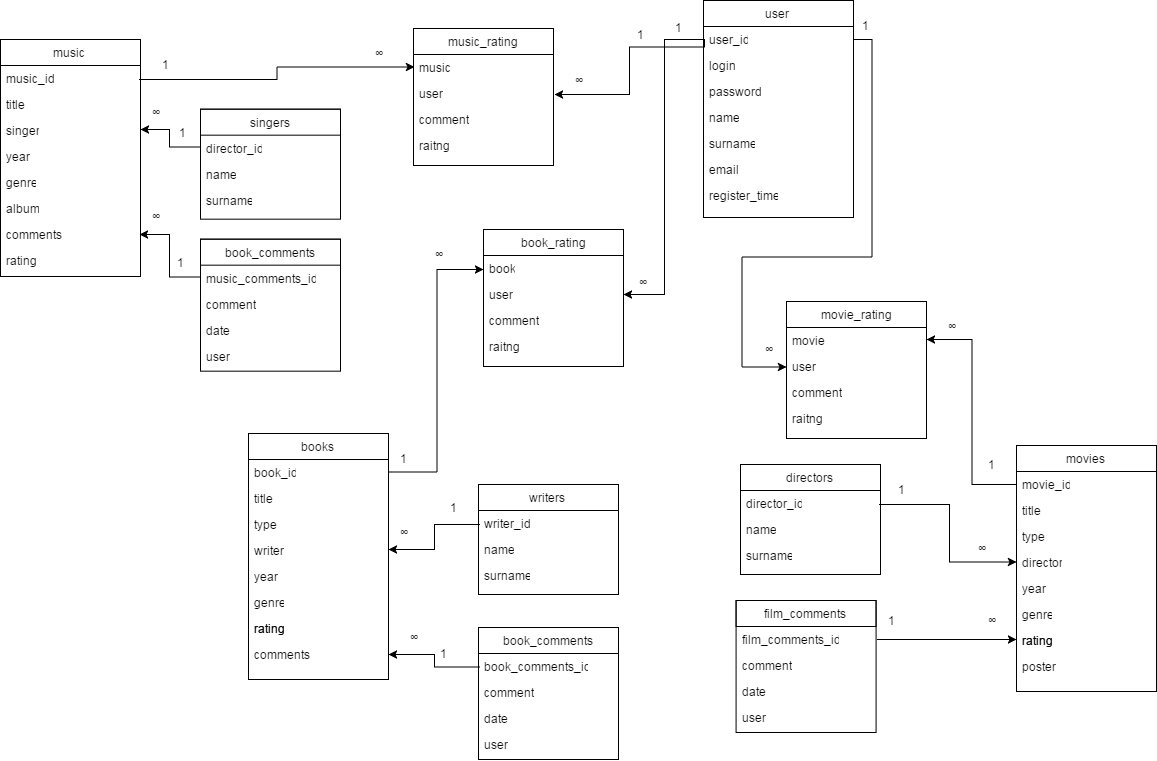 music
music_id
title
singer
year
genre
album
comments
rating
1
∞
∞
1
∞
1
singers
director_id
name
surname
book_comments
music_comments_id
comment
date
user
music_rating
music
user
comment
raitng
∞
1
1
user
user_id
login
password
name
surname
email
register_time
1
book_rating
book
user
comment
raitng
∞
∞
movie_rating
movie
user
comment
raitng
∞
∞
books
book_id
title
type
writer
year
genre
rating
comments
1
1
∞
writers
writer_id
name
surname
∞
1
book_comments
book_comments_id
comment
date
user
directors
director_id
name
surname
1
∞
1
movies
movie_id
title
type
director
year
genre
rating
poster
film_comments
film_comments_id
comment
date
user
1
∞